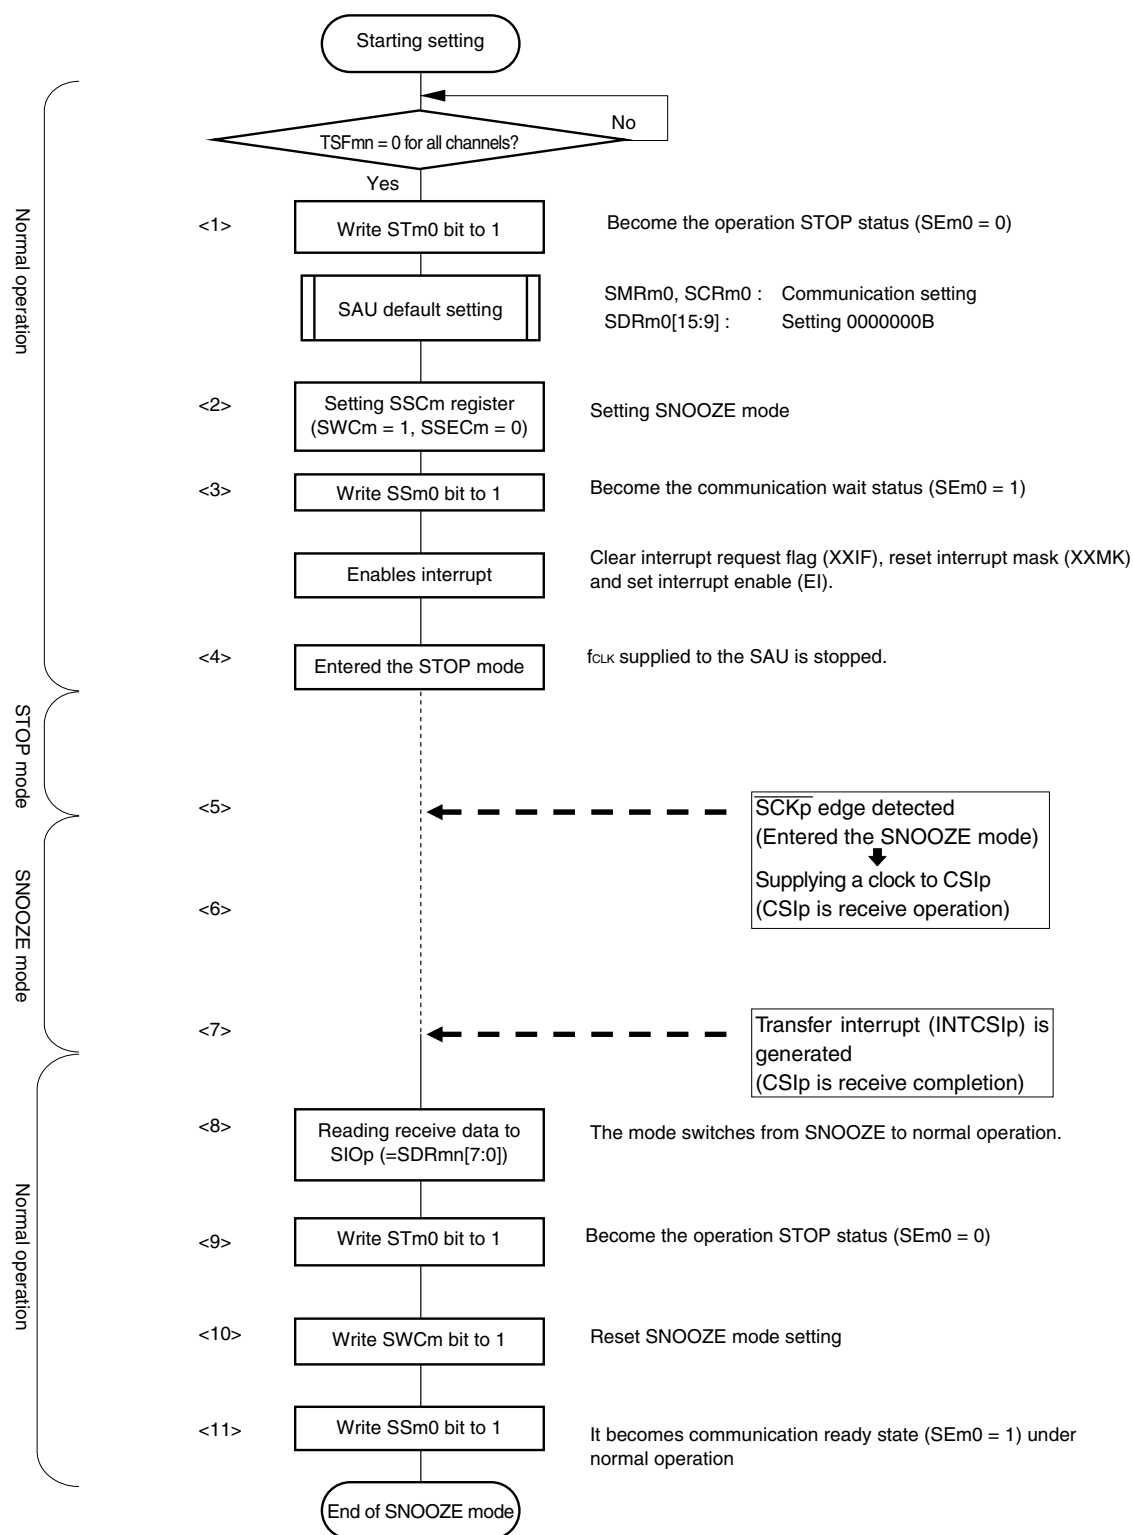 Starting setting
No
TSFmn = 0 for all channels?
Yes
Normal operation
<1>
Write STm0 bit to 1
Become the operation STOP status (SEm0 = 0)
SAU default setting
SMRm0, SCRm0 : Communication setting
SDRm0[15:9] : Setting 0000000B
<2>
Setting SSCm register
(SWCm = 1, SSECm = 0)
Setting SNOOZE mode
<3>
Write SSm0 bit to 1
Become the communication wait status (SEm0 = 1)
Enables interrupt
Clear interrupt request flag (XXIF), reset interrupt mask (XXMK)
and set interrupt enable (EI).
<4>
Entered the STOP mode
fCLK supplied to the SAU is stopped.
STOP mode
<5>
SCKp edge detected
(Entered the SNOOZE mode)
Supplying a clock to CSIp
(CSIp is receive operation)
SNOOZE mode
<6>
<7>
Transfer interrupt (INTCSIp) is
generated
(CSIp is receive completion)
Normal operation
<8>
Reading receive data to
SIOp (=SDRmn[7:0])
The mode switches from SNOOZE to normal operation.
<9>
Write STm0 bit to 1
Become the operation STOP status (SEm0 = 0)
<10>
Write SWCm bit to 1
Reset SNOOZE mode setting
<11>
Write SSm0 bit to 1
It becomes communication ready state (SEm0 = 1) under
normal operation
End of SNOOZE mode